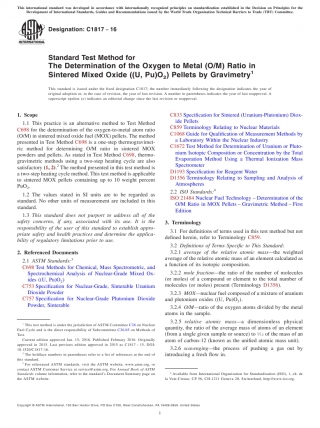 This international standard was developed in accordance with internationally recognized principles on standardization established in the Decision on Principles for the
Development of International Standards, Guides and Recommendations issued by the World Trade Organization Technical Barriers to Trade (TBT) Committee.
Designation: C1817 − 16
Standard Test Method for
The Determination of the Oxygen to Metal (O/M) Ratio in
Sintered Mixed Oxide ((U, Pu)O2) Pellets by Gravimetry1
This standard is issued under the fixed designation C1817; the number immediately following the designation indicates the year of
original adoption or, in the case of revision, the year of last revision. A number in parentheses indicates the year of last reapproval. A
superscript epsilon (ε) indicates an editorial change since the last revision or reapproval.
1. Scope
1.1 This practice is an alternative method to Test Method
C698 for the determination of the oxygen-to-metal atom ratio
(O/M) in sintered mixed oxide fuel (MOX) pellets. The method
presented in Test Method C698 is a one-step thermogravimet-
ric method for determining O/M ratio in sintered MOX
powders and pellets. As stated in Test Method C698, thermo-
gravimetric methods using a two-step heating cycle are also
satisfactory (1, 2).2 The method presented in this test method is
a two-step heating cycle method. This test method is applicable
to sintered MOX pellets containing up to 10 weight percent
PuO2.
1.2 The values stated in SI units are to be regarded as
standard. No other units of measurement are included in this
standard.
1.3 This standard does not purport to address all of the
safety concerns, if any, associated with its use. It is the
responsibility of the user of this standard to establish appro-
priate safety and health practices and determine the applica-
bility of regulatory limitations prior to use.
2. Referenced Documents
2.1 ASTM Standards:3
C698 Test Methods for Chemical, Mass Spectrometric, and
Spectrochemical Analysis of Nuclear-Grade Mixed Ox-
ides ((U, Pu)O2)
C753 Specification for Nuclear-Grade, Sinterable Uranium
Dioxide Powder
C757 Specification for Nuclear-Grade Plutonium Dioxide
Powder, Sinterable
1 This test method is under the jurisdiction of ASTM Committee C26 on Nuclear
Fuel Cycle and is the direct responsibility of Subcommittee C26.05 on Methods of
Test.
Current edition approved Jan. 15, 2016. Published February 2016. Originally
approved in 2015. Last previous edition approved in 2015 as C1817 – 15. DOI:
10.1520/C1817-16.
2 The boldface numbers in parentheses refer to a list of references at the end of
this standard.
3 For referenced ASTM standards, visit the ASTM website, www.astm.org, or
contact ASTM Customer Service at service@astm.org. For Annual Book of ASTM
Standards volume information, refer to the standard's Document Summary page on
the ASTM website.
C833 Specification for Sintered (Uranium-Plutonium) Diox-
ide Pellets
C859 Terminology Relating to Nuclear Materials
C1068 Guide for Qualification of Measurement Methods by
a Laboratory Within the Nuclear Industry
C1672 Test Method for Determination of Uranium or Pluto-
nium Isotopic Composition or Concentration by the Total
Evaporation Method Using a Thermal Ionization Mass
Spectrometer
D1193 Specification for Reagent Water
D1356 Terminology Relating to Sampling and Analysis of
Atmospheres
2.2 ISO Standards:4
ISO 21484 Nuclear Fuel Technology – Determination of the
O/M Ratio in MOX Pellets – Gravimetric Method – First
Edition
3. Terminology
3.1 For definitions of terms used in this test method but not
defined herein, refer to Terminology C859.
3.2 Definitions of Terms Specific to This Standard:
3.2.1 average of the relative atomic mass—the weighted
average of the relative atomic mass of an element calculated as
a function of its isotopic composition.
3.2.2 mole fraction—the ratio of the number of molecules
(or moles) of a compound or element to the total number of
molecules (or moles) present (Terminology D1356).
3.2.3 MOX—nuclear fuel composed of a mixture of uranium
and plutonium oxides (U, Pu)O2).
3.2.4 O/M—ratio of the oxygen atoms divided by the metal
atoms in the sample.
3.2.5 relative atomic mass—a dimensionless physical
quantity, the ratio of the average mass of atoms of an element
(from a single given sample or source) to 1/12 of the mass of an
atom of carbon-12 (known as the unified atomic mass unit).
3.2.6 scavenging—the process of pushing a gas out by
introducing a fresh flow in.
4 Available from International Organization for Standardization (ISO), 1, ch. de
la Voie-Creuse, CP 56, CH-1211 Geneva 20, Switzerland, http://www.iso.org.
Copyright © ASTM International, 100 Barr Harbor Drive, PO Box C700, West Conshohocken, PA 19428-2959. United States
1